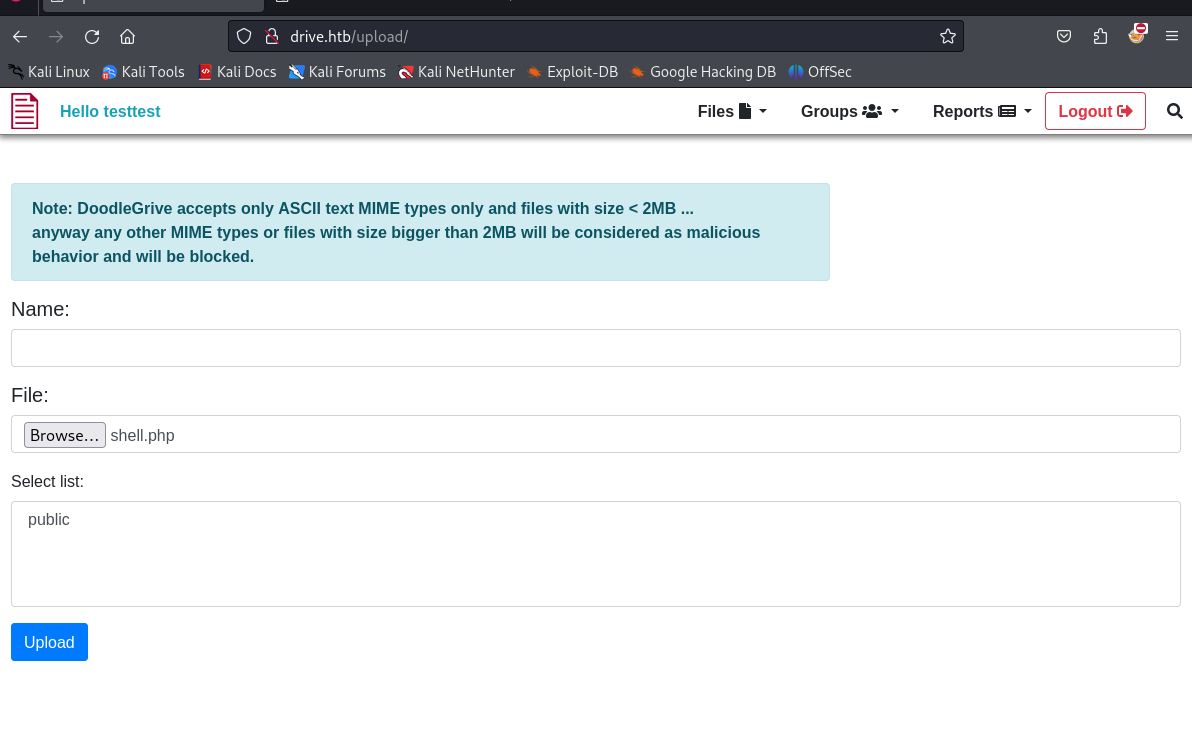 drive.htb/upload/
Kali Linux Kali Tools Kali Docs Kali Forums Kali NetHunter Exploit-DB Google Hacking DB OffSec
Hello testtest Files Groups Reports Logout
Note: DoodleGrive accepts only ASCII text MIME types only and files with size < 2MB ...
anyway any other MIME types or files with size bigger than 2MB will be considered as malicious
behavior and will be blocked.
Name:
File:
Browse... shell.php
Select list:
public
Upload